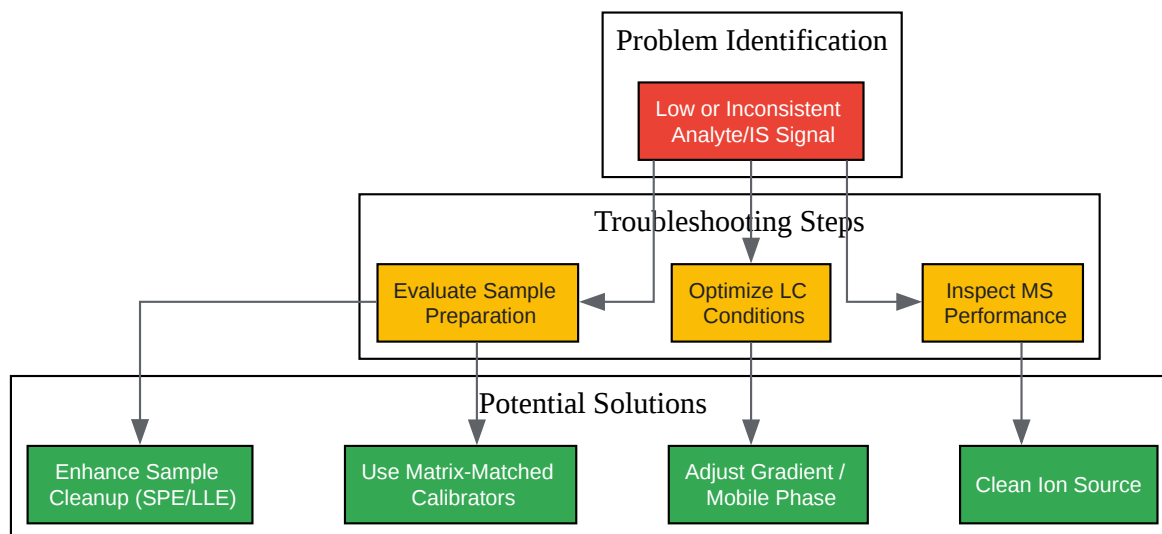 Problem Identification
Low or Inconsistent
Analyte/IS Signal
Troubleshooting Steps
Evaluate Sample
Preparation
Optimize LC
Conditions
Inspect MS
Performance
Potential Solutions
Enhance Sample
Cleanup (SPE/LLE)
Use Matrix-Matched
Calibrators
Adjust Gradient /
Mobile Phase
Clean Ion Source